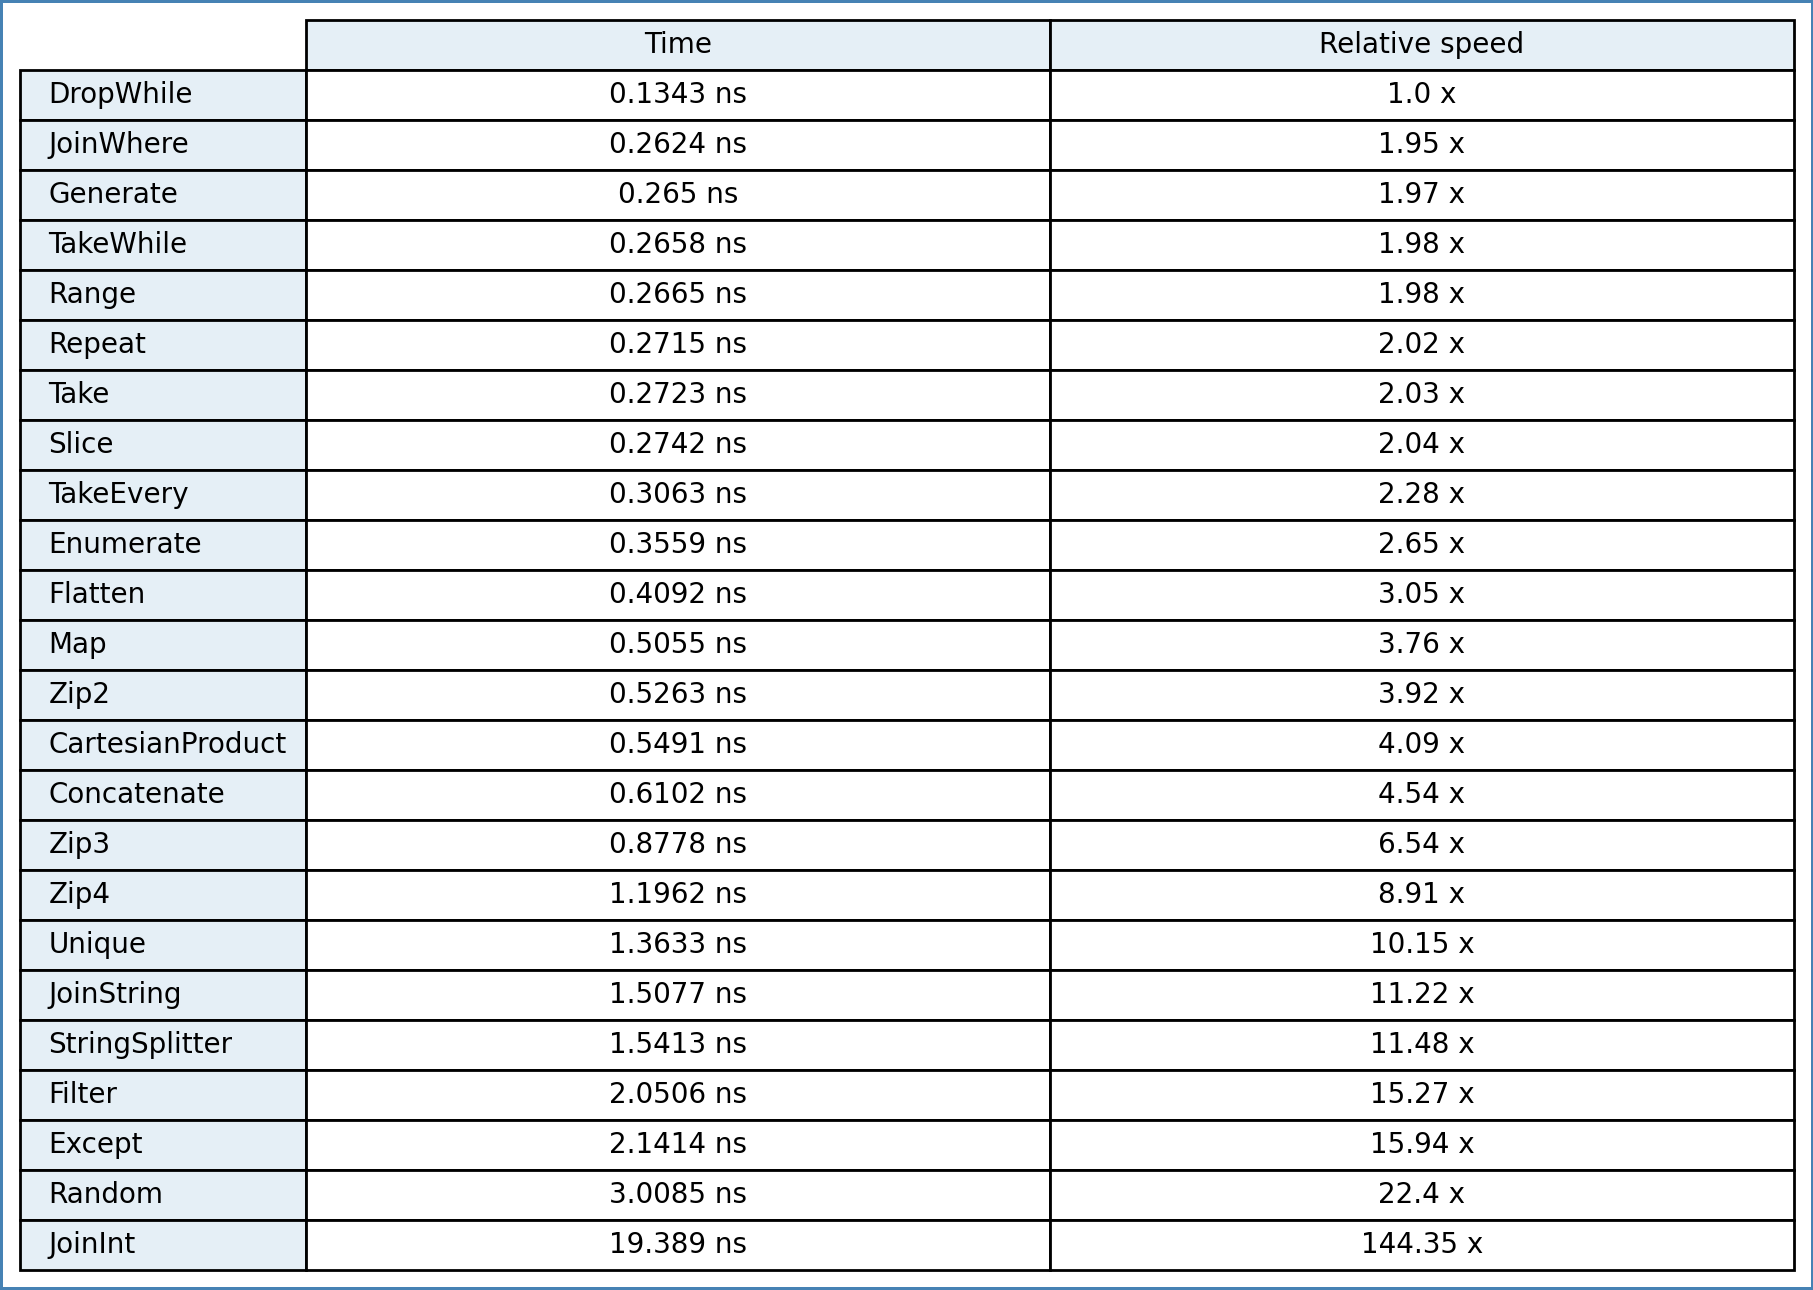 Time Relative speed
DropWhile 0.1343 ns 1.0 x
JoinWhere 0.2624 ns 1.95 x
Generate 0.265 ns 1.97 x
TakeWhile 0.2658 ns 1.98 x
Range 0.2665 ns 1.98 x
Repeat 0.2715 ns 2.02 x
Take 0.2723 ns 2.03 x
Slice 0.2742 ns 2.04 x
TakeEvery 0.3063 ns 2.28 x
Enumerate 0.3559 ns 2.65 x
Flatten 0.4092 ns 3.05 x
Map 0.5055 ns 3.76 x
Zip2 0.5263 ns 3.92 x
CartesianProduct 0.5491 ns 4.09 x
Concatenate 0.6102 ns 4.54 x
Zip3 0.8778 ns 6.54 x
Zip4 1.1962 ns 8.91 x
Unique 1.3633 ns 10.15 x
JoinString 1.5077 ns 11.22 x
StringSplitter 1.5413 ns 11.48 x
Filter 2.0506 ns 15.27 x
Except 2.1414 ns 15.94 x
Random 3.0085 ns 22.4 x
JoinInt 19.389 ns 144.35 x